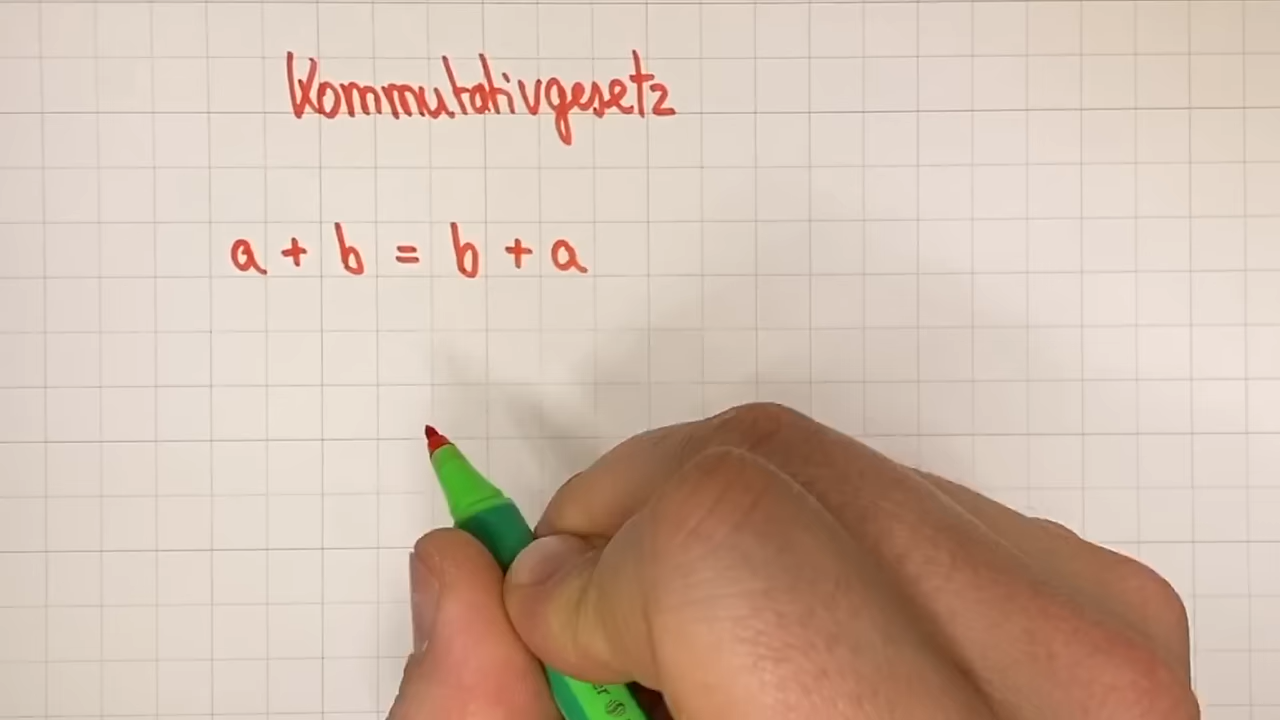 Kommutativgesetz
a + b = b + a